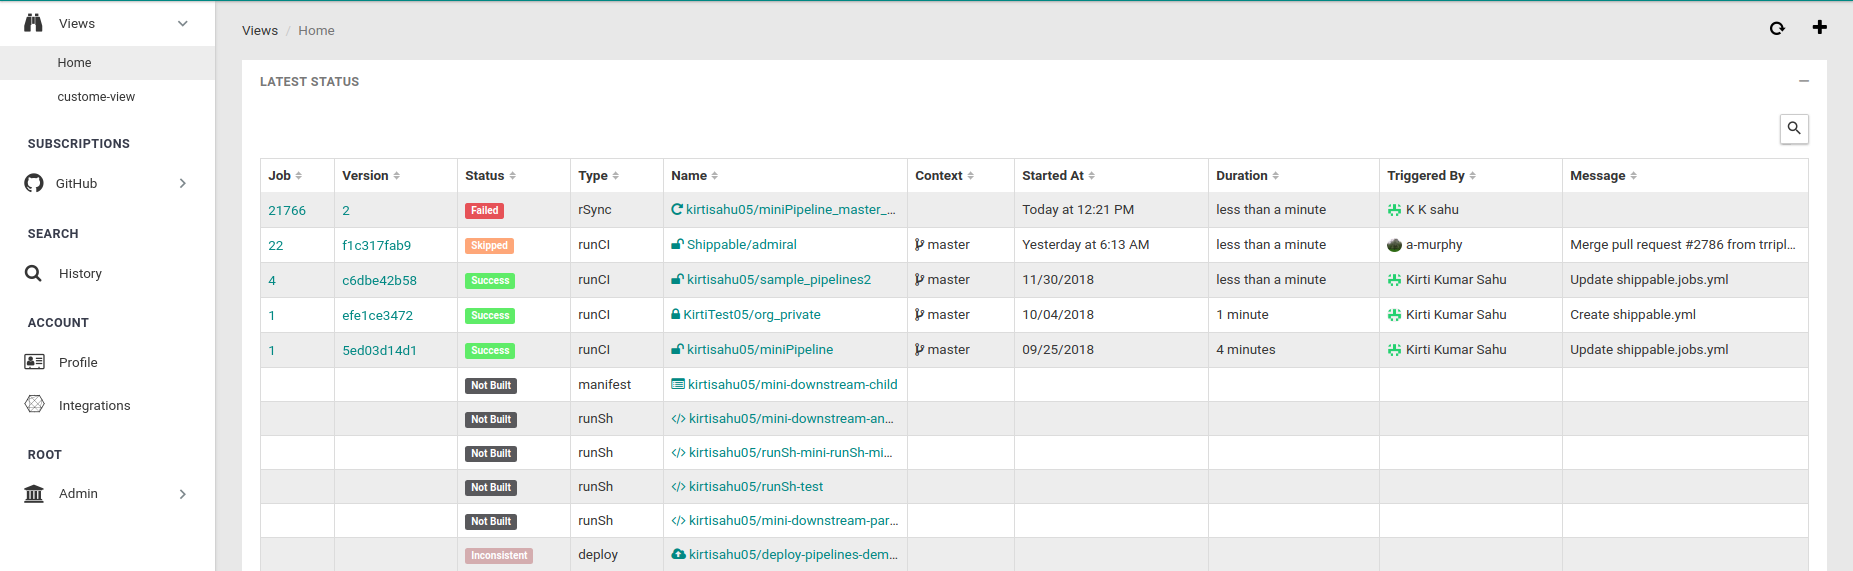 Views
Home
custome-view
SUBSCRIPTIONS
GitHub
SEARCH
History
ACCOUNT
Profile
Integrations
ROOT
Admin
Views / Home
LATEST STATUS
Job Version Status Type Name Context Started At Duration Triggered By Message
21766 2 Failed rSync kirtisahu05/miniPipeline_master_... Today at 12:21 PM less than a minute K K sahu
22 f1c317fab9 Skipped runCI Shippable/admiral master Yesterday at 6:13 AM less than a minute a-murphy Merge pull request #2786 from trripl...
4 c6dbe42b58 Success runCI kirtisahu05/sample_pipelines2 master 11/30/2018 less than a minute Kirti Kumar Sahu Update shippable.jobs.yml
1 efe1ce3472 Success runCI KirtiTest05/org_private master 10/04/2018 1 minute Kirti Kumar Sahu Create shippable.yml
1 5ed03d14d1 Success runCI kirtisahu05/miniPipeline master 09/25/2018 4 minutes Kirti Kumar Sahu Update shippable.jobs.yml
Not Built manifest kirtisahu05/mini-downstream-child
Not Built runSh kirtisahu05/mini-downstream-an...
Not Built runSh kirtisahu05/runSh-mini-runSh-mi...
Not Built runSh kirtisahu05/runSh-test
Not Built runSh kirtisahu05/mini-downstream-par...
Inconsistent deploy kirtisahu05/deploy-pipelines-dem...